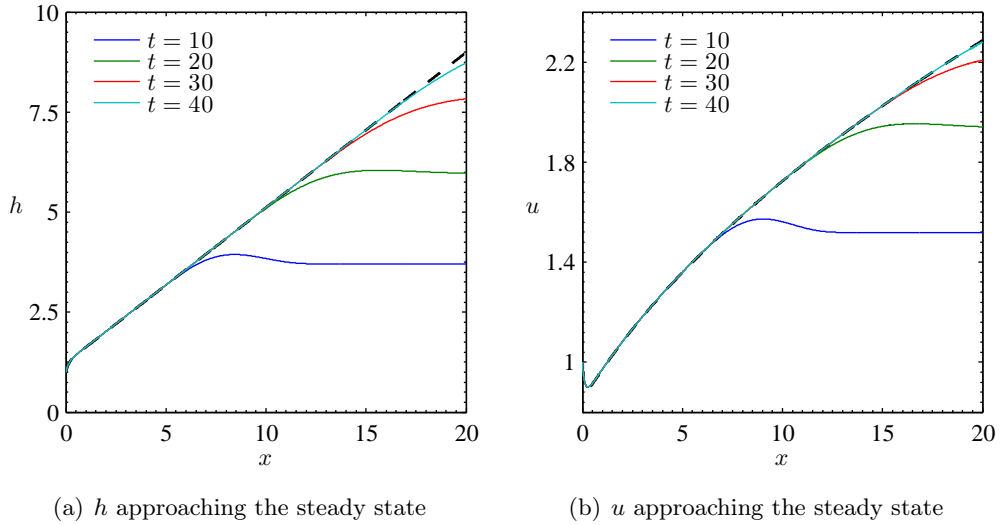 10
7.5
5
2.5
0
h
t = 10
t = 20
t = 30
t = 40
0 5 10 15 20
x
(a) h approaching the steady state
2.2
1.8
1.4
1
u
t = 10
t = 20
t = 30
t = 40
0 5 10 15 20
x
(b) u approaching the steady state